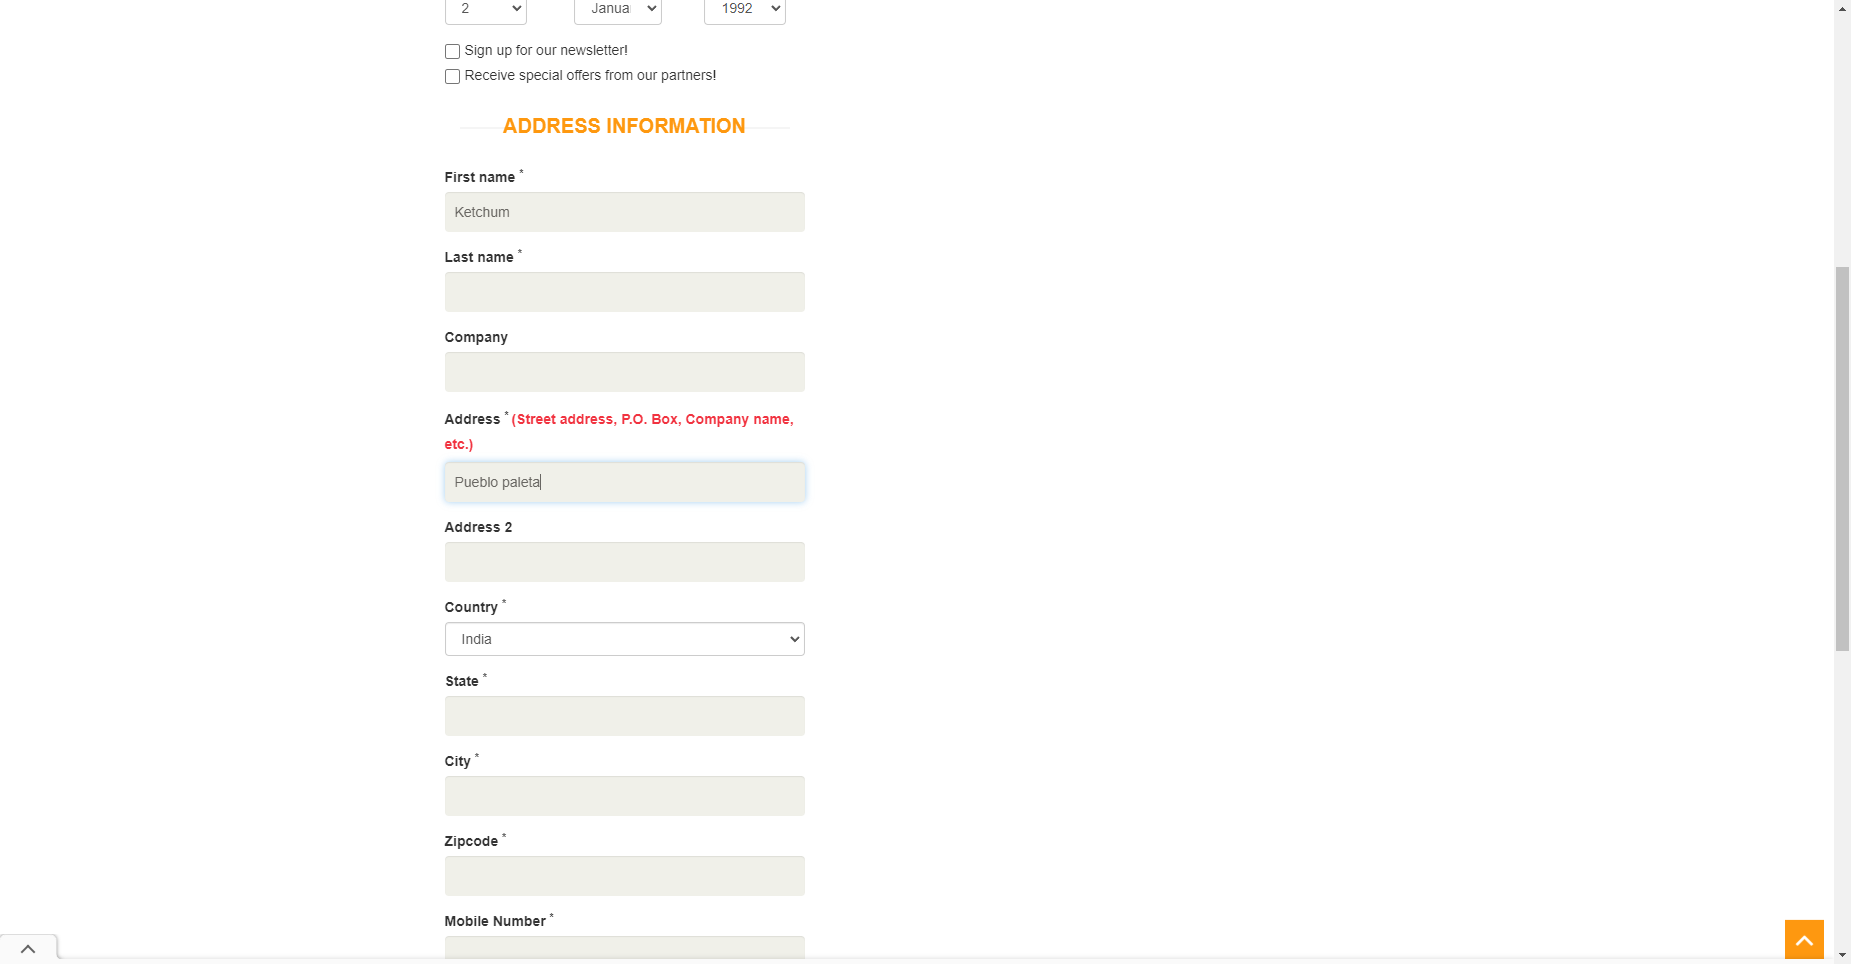 2 Janua 1992
Sign up for our newsletter!
Receive special offers from our partners!
ADDRESS INFORMATION
First name *
Ketchum
Last name *
Company
Address * (Street address, P.O. Box, Company name,
etc.)
Pueblo paleta
Address 2
Country *
India
State *
City *
Zipcode *
Mobile Number *